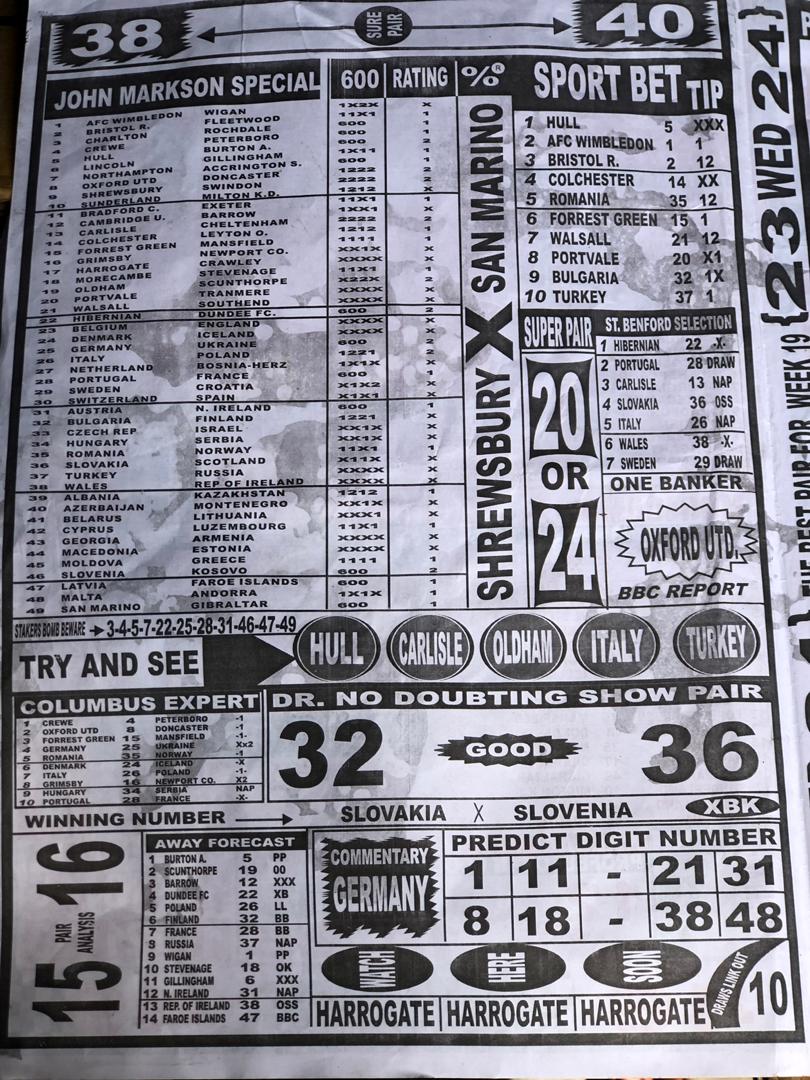 38 SURE PAIR 40
JOHN MARKSON SPECIAL 600 RATING %®
1 AFC WIMBLEDON WIGAN 1X2X X
2 BRISTOL R. FLEETWOOD 11X1 1
3 CHARLTON ROCHDALE 600 1
4 CREWE PETERBORO 600 2
5 HULL BURTON A. 1X11 1
6 LINCOLN GILLINGHAM 600 1
7 NORTHAMPTON ACCRINGTON S. 1222 2
8 OXFORD UTD DONCASTER 2222 2
9 SHREWSBURY SWINDON 1212 X
10 SUNDERLAND MILTON K.D. 11X1 1
11 BRADFORD C. EXETER 1XX1 X
12 CAMBRIDGE U. BARROW 2222 2
13 CARLISLE CHELTENHAM 1212 1
14 COLCHESTER LEYTON O. 1111 1
15 FORREST GREEN MANSFIELD XX1X X
16 GRIMSBY NEWPORT CO. XXXX X
17 HARROGATE CRAWLEY 11X1 1
18 MORECAMBE STEVENAGE X22X 2
19 OLDHAM SCUNTHORPE XXXX X
20 PORTVALE TRANMERE XXXX X
21 WALSALL SOUTHEND XXXX X
22 HIBERNIAN DUNDEE FC. 600 2
23 BELGIUM ENGLAND XXXX X
24 DENMARK ICELAND XXXX X
25 GERMANY UKRAINE 600 2
26 ITALY POLAND 1221 2
27 NETHERLAND BOSNIA-HERZ 1X1X X
28 PORTUGAL FRANCE 600 1
29 SWEDEN CROATIA X1X2 X
30 SWITZERLAND SPAIN X1X1 X
31 AUSTRIA N. IRELAND 600 1
32 BULGARIA FINLAND 1221 X
33 CZECH REP ISRAEL XX1X X
34 HUNGARY SERBIA XX1X X
35 ROMANIA NORWAY 11X1 1
36 SLOVAKIA SCOTLAND X11X X
37 TURKEY RUSSIA XXXX X
38 WALES REP OF IRELAND XXXX X
39 ALBANIA KAZAKHSTAN 1212 1
40 AZERBAIJAN MONTENEGRO XX1X X
41 BELARUS LITHUANIA XXX1 X
42 CYPRUS LUXEMBOURG 11X1 1
43 GEORGIA ARMENIA XXXX X
44 MACEDONIA ESTONIA XXXX X
45 MOLDOVA GREECE 1111 1
46 SLOVENIA KOSOVO 600 2
47 LATVIA FAROE ISLANDS 600 1
48 MALTA ANDORRA 1X1X 1
49 SAN MARINO GIBRALTAR 600 1
SHREWSBURY X SAN MARINO
SPORT BET TIP
1 HULL 5 XXX
2 AFC WIMBLEDON 1 1
3 BRISTOL R. 2 12
4 COLCHESTER 14 XX
5 ROMANIA 35 12
6 FORREST GREEN 15 1
7 WALSALL 21 12
8 PORTVALE 20 X1
9 BULGARIA 32 1X
10 TURKEY 37 1
SUPER PAIR
20
OR
24
ST. BENFORD SELECTION
1 HIBERNIAN 22 -X-
2 PORTUGAL 28 DRAW
3 CARLISLE 13 NAP
4 SLOVAKIA 36 OSS
5 ITALY 26 NAP
6 WALES 38 -X-
7 SWEDEN 29 DRAW
ONE BANKER
OXFORD UTD.
BBC REPORT
{23 WED 24}
PAIR FOR WEEK 19
STAKERS BOMB BEWARE 3-4-5-7-22-25-28-31-46-47-49
TRY AND SEE HULL CARLISLE OLDHAM ITALY TURKEY
COLUMBUS EXPERT
1 CREWE 4 PETERBORO -1
2 OXFORD UTD 8 DONCASTER -1
3 FORREST GREEN 15 MANSFIELD -1-
4 GERMANY 25 UKRAINE Xx2
5 ROMANIA 35 NORWAY -1
6 DENMARK 24 ICELAND -X
7 ITALY 26 POLAND -1-
8 GRIMSBY 16 NEWPORT CO. X2
9 HUNGARY 34 SERBIA NAP
10 PORTUGAL 28 FRANCE -X-
DR. NO DOUBTING SHOW PAIR
32 GOOD 36
WINNING NUMBER SLOVAKIA X SLOVENIA XBK
15 PAIR ANALYSIS 16
AWAY FORECAST
1 BURTON A. 5 PP
2 SCUNTHORPE 19 00
3 BARROW 12 XXX
4 DUNDEE FC 22 XB
5 POLAND 26 LL
6 FINLAND 32 BB
7 FRANCE 28 BB
8 RUSSIA 37 NAP
9 WIGAN 1 PP
10 STEVENAGE 18 OK
11 GILLINGHAM 6 XXX
12 N. IRELAND 31 NAP
13 REP. OF IRELAND 38 OSS
14 FAROE ISLANDS 47 BBC
COMMENTARY
GERMANY
PREDICT DIGIT NUMBER
1 11 - 21 31
8 18 - 38 48
WATCH HERE SOON
HARROGATE HARROGATE HARROGATE
DRAWS LINK OUT 10